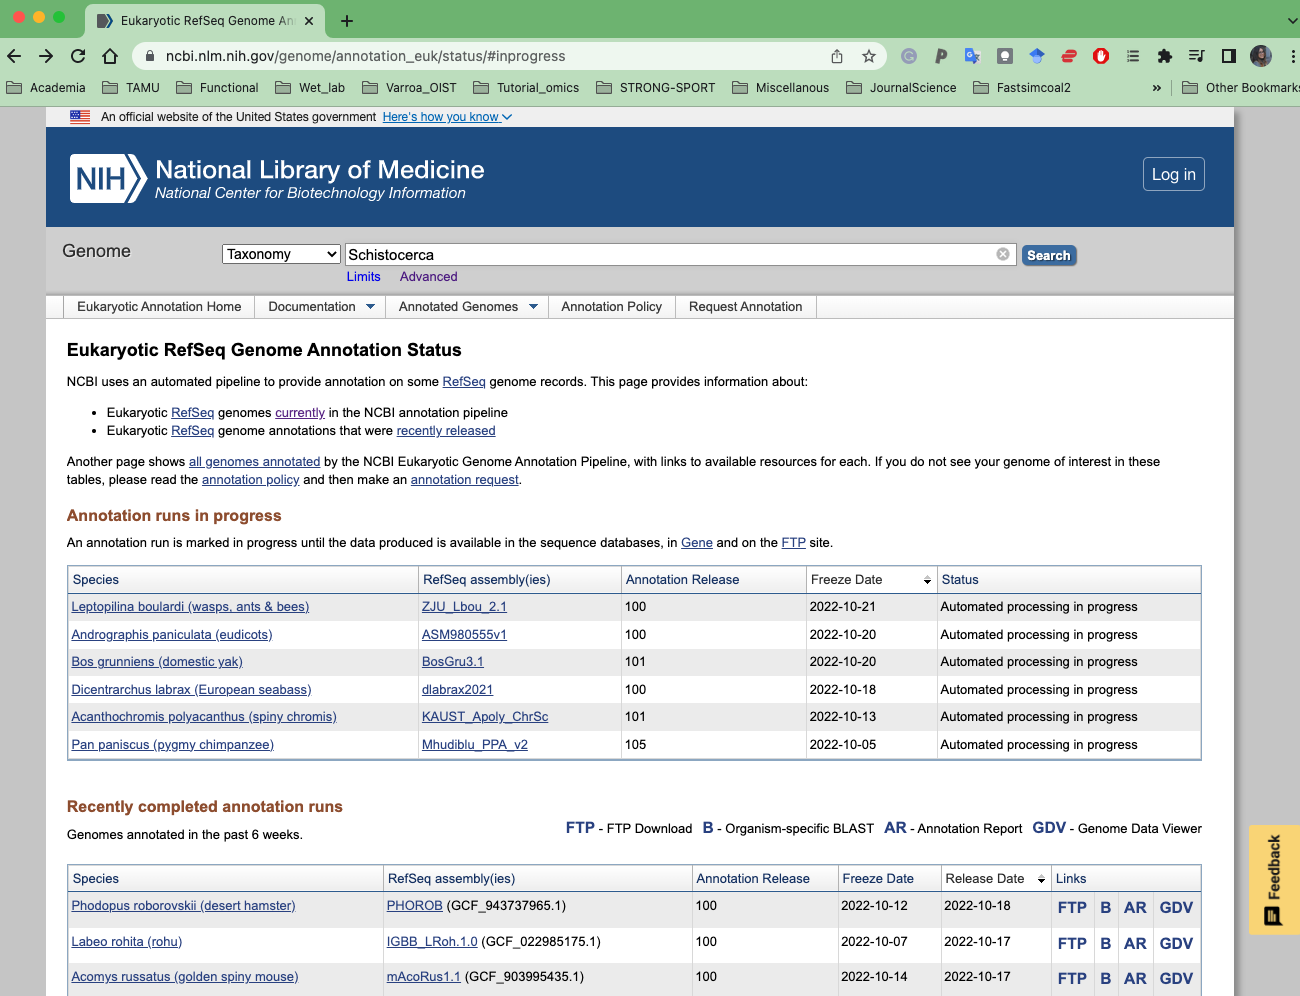 Eukaryotic RefSeq Genome An
ncbi.nlm.nih.gov/genome/annotation_euk/status/#inprogress
Academia TAMU Functional Wet_lab Varroa_OIST Tutorial_omics STRONG-SPORT Miscellanous JournalScience Fastsimcoal2 » Other Bookmarks
An official website of the United States government Here's how you know
NIH National Library of Medicine
National Center for Biotechnology Information
Log in
Genome Taxonomy Schistocerca Search
Limits Advanced
Eukaryotic Annotation Home Documentation Annotated Genomes Annotation Policy Request Annotation
Eukaryotic RefSeq Genome Annotation Status
NCBI uses an automated pipeline to provide annotation on some RefSeq genome records. This page provides information about:
• Eukaryotic RefSeq genomes currently in the NCBI annotation pipeline
• Eukaryotic RefSeq genome annotations that were recently released
Another page shows all genomes annotated by the NCBI Eukaryotic Genome Annotation Pipeline, with links to available resources for each. If you do not see your genome of interest in these
tables, please read the annotation policy and then make an annotation request.
Annotation runs in progress
An annotation run is marked in progress until the data produced is available in the sequence databases, in Gene and on the FTP site.
Species RefSeq assembly(ies) Annotation Release Freeze Date Status
Leptopilina boulardi (wasps, ants & bees) ZJU_Lbou_2.1 100 2022-10-21 Automated processing in progress
Andrographis paniculata (eudicots) ASM980555v1 100 2022-10-20 Automated processing in progress
Bos grunniens (domestic yak) BosGru3.1 101 2022-10-20 Automated processing in progress
Dicentrarchus labrax (European seabass) dlabrax2021 100 2022-10-18 Automated processing in progress
Acanthochromis polyacanthus (spiny chromis) KAUST_Apoly_ChrSc 101 2022-10-13 Automated processing in progress
Pan paniscus (pygmy chimpanzee) Mhudiblu_PPA_v2 105 2022-10-05 Automated processing in progress
Recently completed annotation runs
Genomes annotated in the past 6 weeks.
FTP - FTP Download B - Organism-specific BLAST AR - Annotation Report GDV - Genome Data Viewer
Species RefSeq assembly(ies) Annotation Release Freeze Date Release Date Links
Phodopus roborovskii (desert hamster) PHOROB (GCF_943737965.1) 100 2022-10-12 2022-10-18 FTP B AR GDV
Labeo rohita (rohu) IGBB_LRoh.1.0 (GCF_022985175.1) 100 2022-10-07 2022-10-17 FTP B AR GDV
Acomys russatus (golden spiny mouse) mAcoRus1.1 (GCF_903995435.1) 100 2022-10-14 2022-10-17 FTP B AR GDV
Feedback